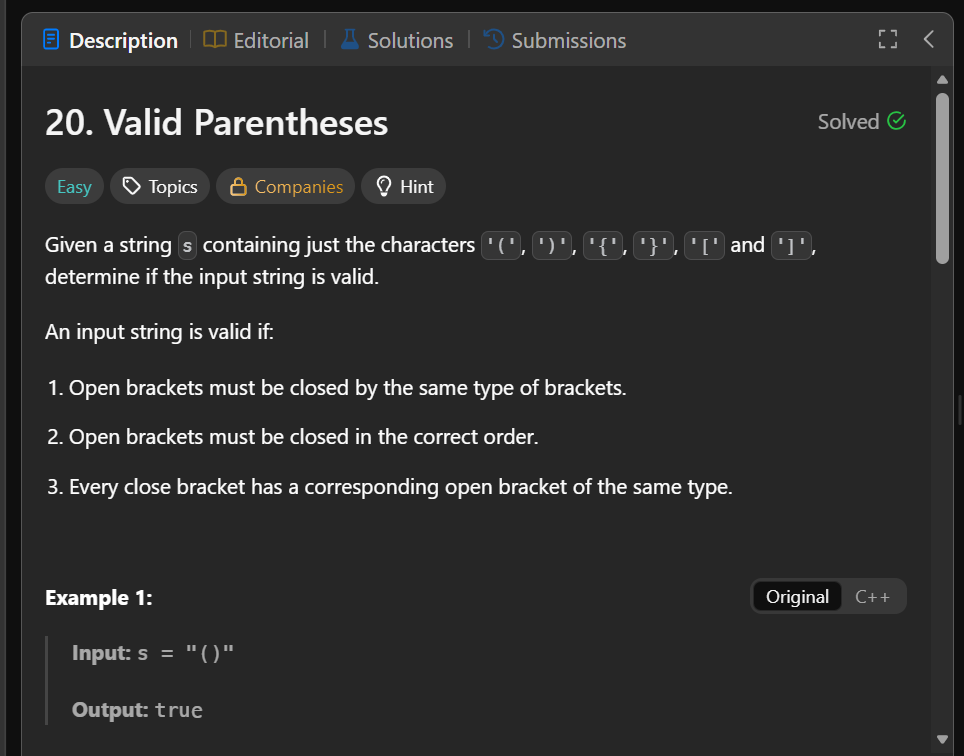 Description | Editorial | Solutions | Submissions
20. Valid Parentheses
Solved
Easy Topics Companies Hint
Given a string s containing just the characters '(', ')', '{', '}', '[' and ']',
determine if the input string is valid.
An input string is valid if:
1. Open brackets must be closed by the same type of brackets.
2. Open brackets must be closed in the correct order.
3. Every close bracket has a corresponding open bracket of the same type.
Example 1:
Original C++
Input: s = "()"
Output: true